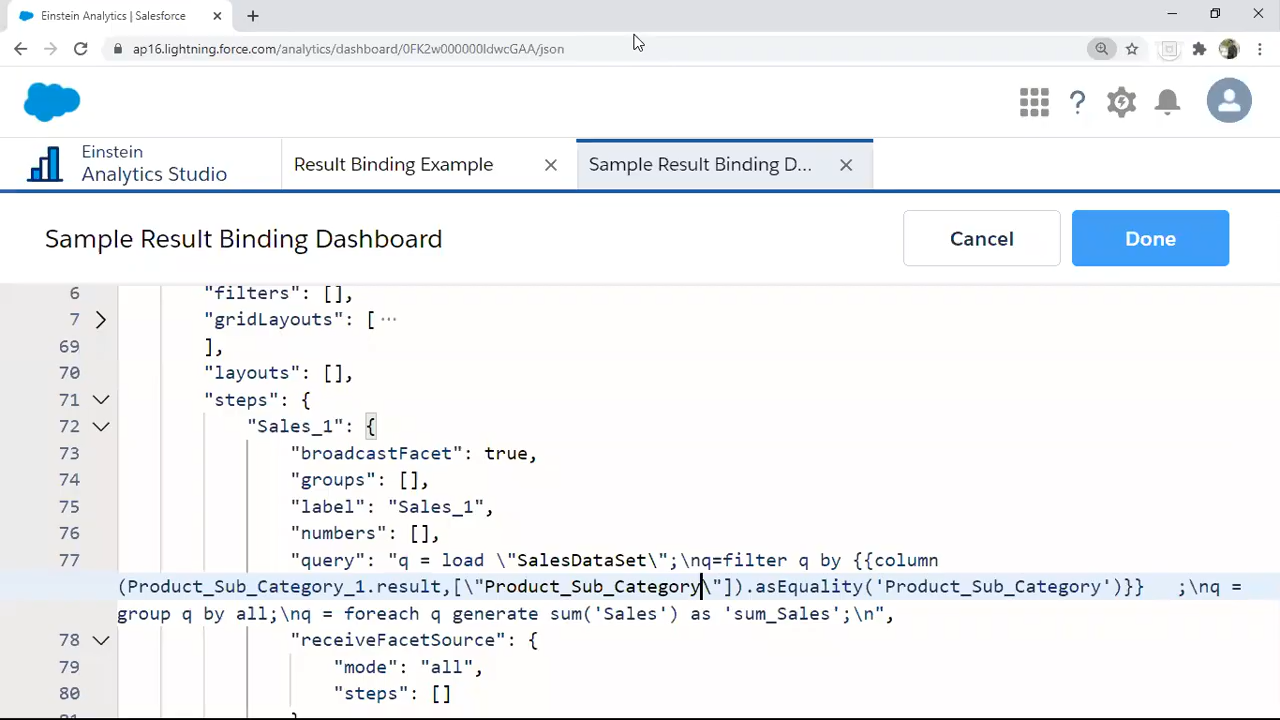 Einstein Analytics | Salesforce
ap16.lightning.force.com/analytics/dashboard/0FK2w000000ldwcGAA/json
Einstein
Analytics Studio
Result Binding Example
Sample Result Binding D...
Sample Result Binding Dashboard
Cancel
Done
6 "filters": [],
7 "gridLayouts": [ ···
69 ],
70 "layouts": [],
71 "steps": {
72 "Sales_1": {
73 "broadcastFacet": true,
74 "groups": [],
75 "label": "Sales_1",
76 "numbers": [],
77 "query": "q = load \"SalesDataSet\";\nq=filter q by {{column
(Product_Sub_Category_1.result,[\"Product_Sub_Category\"]).asEquality('Product_Sub_Category')}} ;\nq =
group q by all;\nq = foreach q generate sum('Sales') as 'sum_Sales';\n",
78 "receiveFacetSource": {
79 "mode": "all",
80 "steps": []